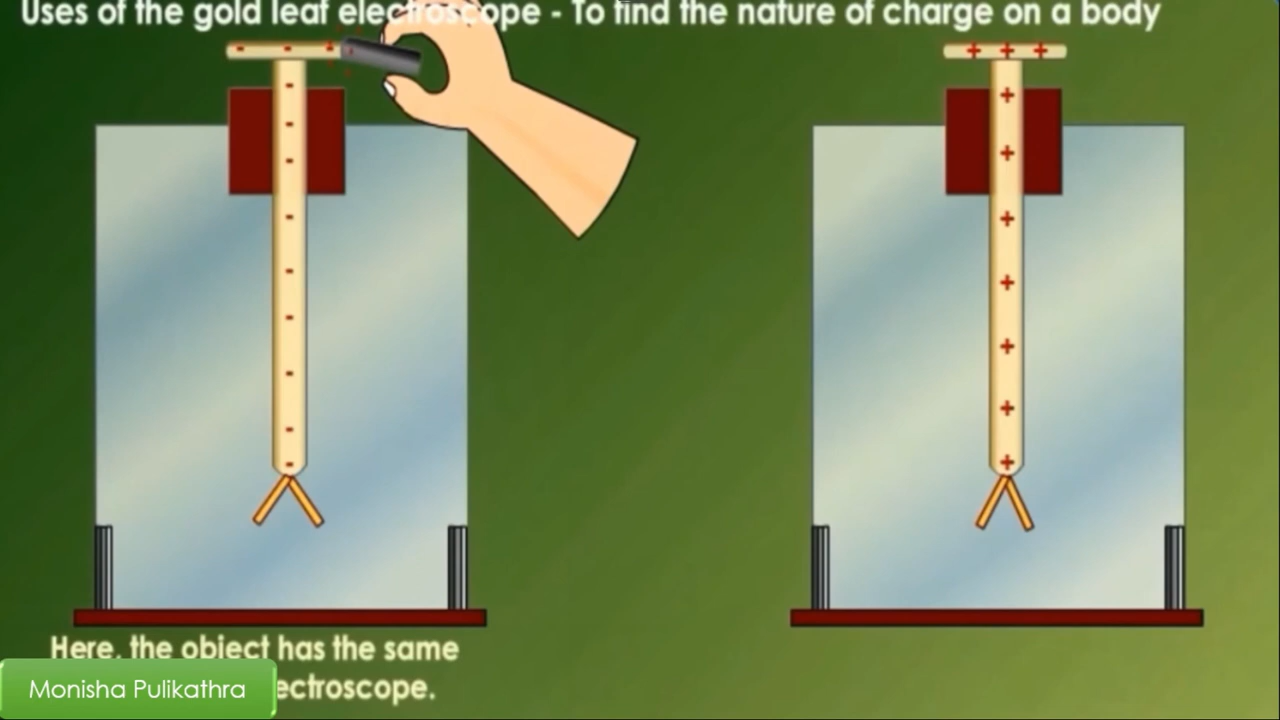 Uses of the gold leaf electroscope - To find the nature of charge on a body
Here, the object has the same
ectroscope.
Monisha Pulikathra